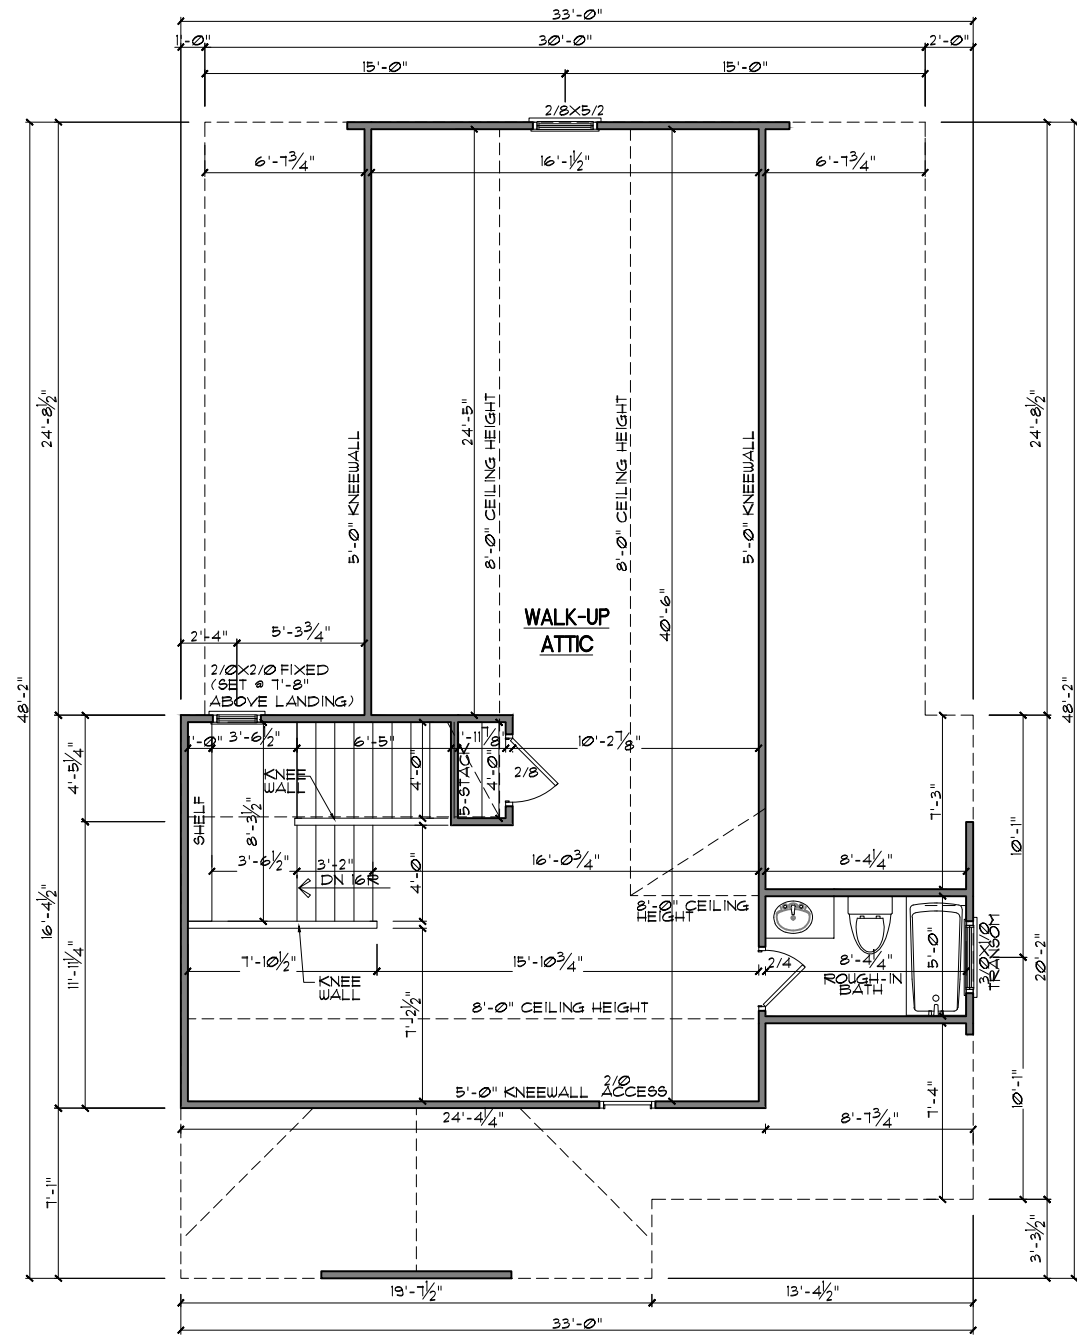 33'-0"
1'-0"
30'-0"
2'-0"
15'-0"
15'-0"
2/8X5/2
6'-7 3/4"
16'-1 1/2"
6'-7 3/4"
24'-8 1/2"
24'-5"
8'-0" CEILING HEIGHT
8'-0" CEILING HEIGHT
5'-0" KNEEWALL
5'-0" KNEEWALL
24'-8 1/2"
40'-6"
WALK-UP
ATTIC
2'-4"
5'-3 3/4"
2/0X2/0 FIXED
(SET @ 7'-8"
ABOVE LANDING)
48'-2"
48'-2"
1'-0"
3'-6 1/2"
6'-5"
1'-11 7/8"
10'-2 7/8"
4'-5 1/4"
KNEE
WALL
4'-0"
5-STACK
4'-0"
2/8
7'-3"
SHELF
8'-3 1/2"
10'-1"
3'-6 1/2"
3'-2"
16'-0 3/4"
8'-4 1/4"
DN 16R
4'-0"
8'-0" CEILING
HEIGHT
16'-4 1/2"
11'-11 1/4"
7'-10 1/2"
15'-10 3/4"
2/4
8'-4 1/4"
5'-0"
ROUGH-IN
BATH
3/0X1/0
TRANSOM
20'-2"
KNEE
WALL
7'-2 1/2"
8'-0" CEILING HEIGHT
5'-0" KNEEWALL
2/0
ACCESS
7'-4"
10'-1"
24'-4 1/4"
8'-7 3/4"
7'-1"
3'-3 1/2"
19'-7 1/2"
13'-4 1/2"
33'-0"